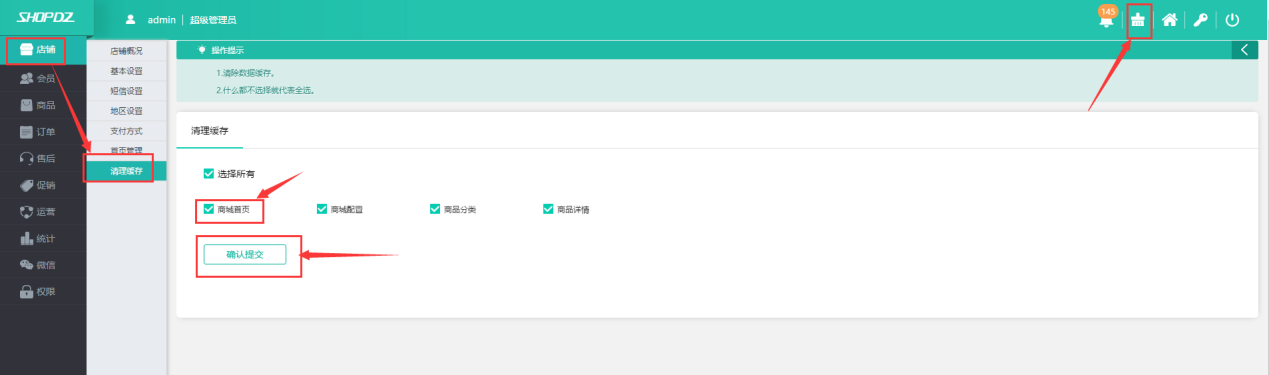 SHOPDZ
admin | 超级管理员
145
店铺
会员
商品
订单
售后
促销
运营
统计
微信
权限
店铺概况
基本设置
短信设置
地区设置
支付方式
首页管理
清理缓存
操作提示
1.清除数据缓存。
2.什么都不选择就代表全选。
清理缓存
选择所有
商城首页 商城配置 商品分类 商品详情
确认提交